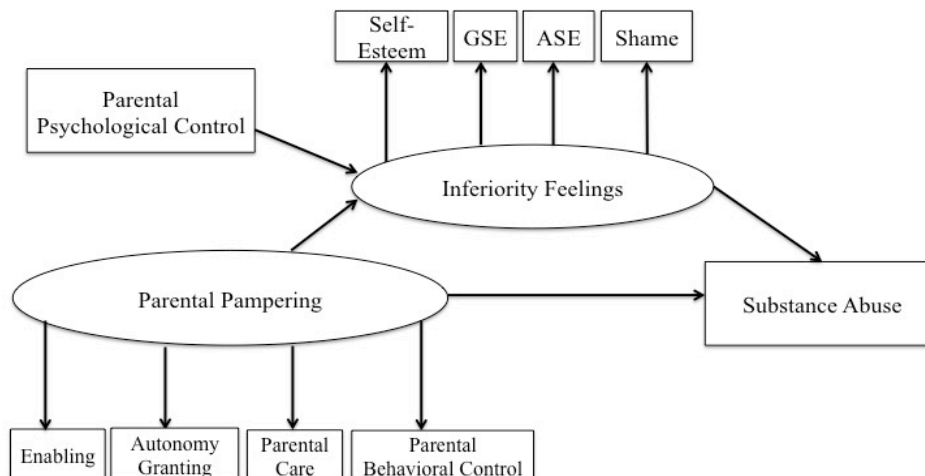 Self-
Esteem
GSE
ASE
Shame
Parental
Psychological Control
Inferiority Feelings
Parental Pampering
Substance Abuse
Enabling
Autonomy
Granting
Parental
Care
Parental
Behavioral Control